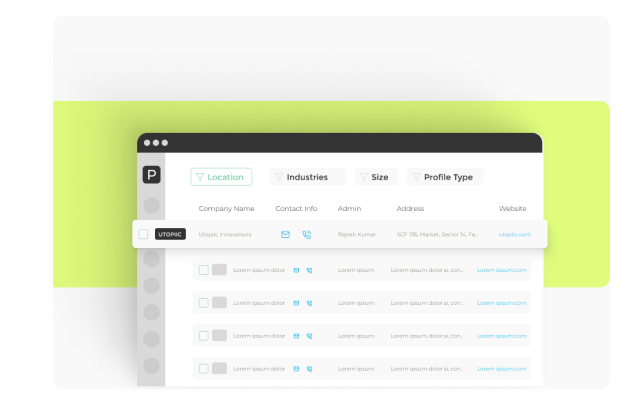 P
Location Industries Size Profile Type
Company Name Contact Info Admin Address Website
UTOPIIC Utopiic Innovations Rajesh Kumar SCF 136, Market, Sector 14, Fa... utopiic.com
Lorem ipsum dolor Lorem ipsum Lorem ipsum dolor si, con.. Lorem ipsum.com
Lorem ipsum dolor Lorem ipsum Lorem ipsum dolor si, con.. Lorem ipsum.com
Lorem ipsum dolor Lorem ipsum Lorem ipsum dolor si, con.. Lorem ipsum.com
Lorem ipsum dolor Lorem ipsum Lorem ipsum dolor si, con.. Lorem ipsum.com